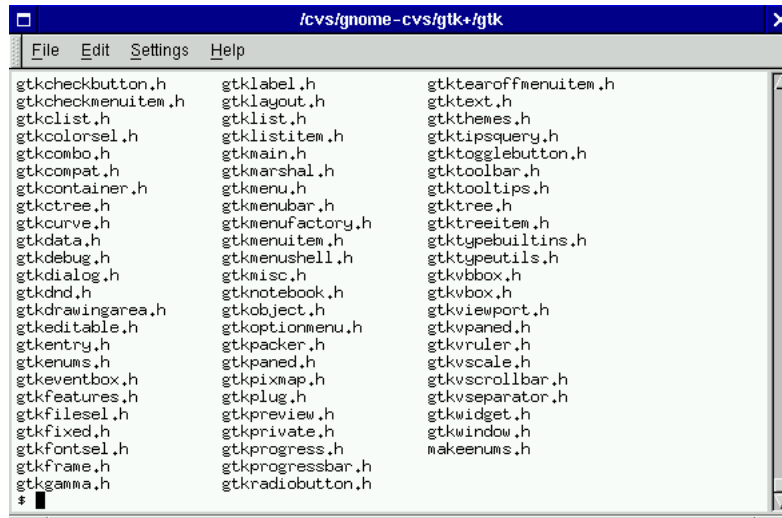 /cvs/gnome-cvs/gtk+/gtk
File Edit Settings Help
gtkcheckbutton.h gtklabel.h gtktearoffmenuitem.h
gtkcheckmenuitem.h gtklayout.h gtktext.h
gtkclist.h gtklist.h gtkthemes.h
gtkcolorsel.h gtklistitem.h gtktipsquery.h
gtkcombo.h gtkmain.h gtktogglebutton.h
gtkcompat.h gtkmarshal.h gtktoolbar.h
gtkcontainer.h gtkmenu.h gtktooltips.h
gtkctree.h gtkmenubar.h gtktree.h
gtkcurve.h gtkmenufactory.h gtktreeitem.h
gtkdata.h gtkmenuitem.h gtktypebuiltins.h
gtkdebug.h gtkmenushell.h gtktypeutils.h
gtkdialog.h gtkmisc.h gtkvbbox.h
gtkdnd.h gtknotebook.h gtkvbox.h
gtkdrawingarea.h gtkobject.h gtkviewport.h
gtkeditable.h gtkoptionmenu.h gtkvpaned.h
gtkentry.h gtkpacker.h gtkvruler.h
gtkenums.h gtkpaned.h gtkvscale.h
gtkeventbox.h gtkpixmap.h gtkvscrollbar.h
gtkfeatures.h gtkplug.h gtkvseparator.h
gtkfilesel.h gtkpreview.h gtkwidget.h
gtkfixed.h gtkprivate.h gtkwindow.h
gtkfontsel.h gtkprogress.h makeenums.h
gtkframe.h gtkprogressbar.h
gtkgamma.h gtkradiobutton.h
$